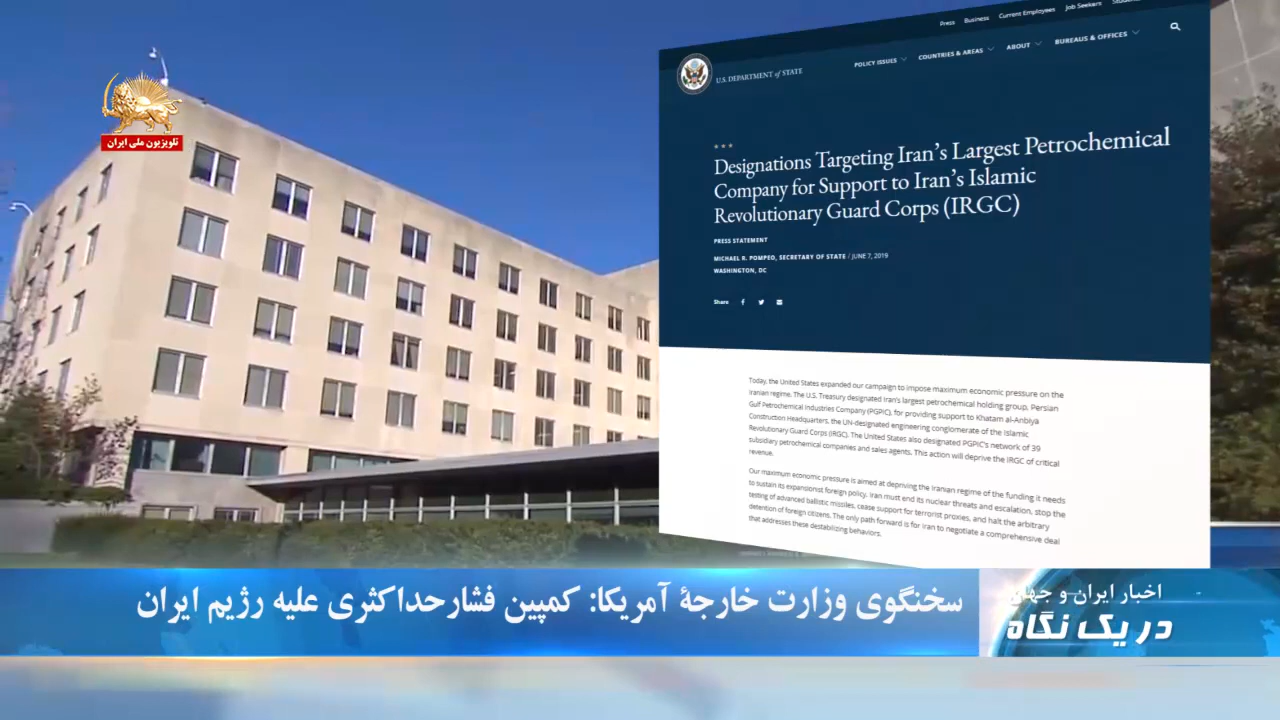 تلویزیون ملی ایران
Press Business Current Employees Job Seekers
U.S. DEPARTMENT of STATE
POLICY ISSUES COUNTRIES & AREAS ABOUT BUREAUS & OFFICES
Designations Targeting Iran's Largest Petrochemical
Company for Support to Iran's Islamic
Revolutionary Guard Corps (IRGC)
PRESS STATEMENT
MICHAEL R. POMPEO, SECRETARY OF STATE / JUNE 7, 2019
WASHINGTON, DC
Share
Today, the United States expanded our campaign to impose maximum economic pressure on the
Iranian regime. The U.S. Treasury designated Iran's largest petrochemical holding group, Persian
Gulf Petrochemical Industries Company (PGPIC), for providing support to Khatam al-Anbiya
Construction Headquarters, the UN-designated engineering conglomerate of the Islamic
Revolutionary Guard Corps (IRGC). The United States also designated PGPIC's network of 39
subsidiary petrochemical companies and sales agents. This action will deprive the IRGC of critical
revenue.
Our maximum economic pressure is aimed at depriving the Iranian regime of the funding it needs
to sustain its expansionist foreign policy. Iran must end its nuclear threats and escalation, stop the
testing of advanced ballistic missiles, cease support for terrorist proxies, and halt the arbitrary
detention of foreign citizens. The only path forward is for Iran to negotiate a comprehensive deal
that addresses these destabilizing behaviors.
اخبار ایران و جهان
در یک نگاه
سخنگوی وزارت خارجهٔ آمریکا: کمپین فشارحداکثری علیه رژیم ایران